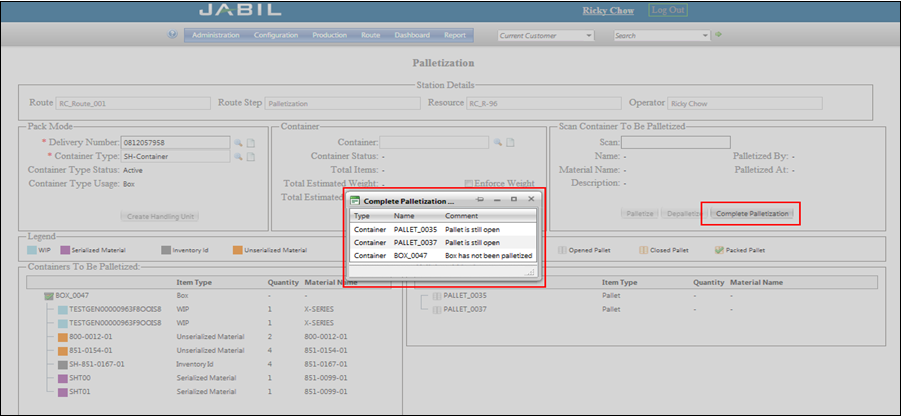 JABIL
Ricky Chow Log Out
Administration Configuration Production Route Dashboard Report Current Customer Search
Palletization
Station Details
Route RC_Route_001 Route Step Palletization Resource RC_R-96 Operator Ricky Chow
Pack Mode
* Delivery Number: 0812057958
* Container Type: SH-Container
Container Type Status: Active
Container Type Usage: Box
Create Handling Unit
Container
Container:
Container Status: -
Total Items: -
Total Estimated Weight: - Enforce Weight
Total Estimated
Scan Container To Be Palletized
Scan:
Name: - Palletized By: -
Material Name: - Palletized At: -
Description: -
Palletize Depalletize Complete Palletization
Complete Palletization ...
Type Name Comment
Container PALLET_0035 Pallet is still open
Container PALLET_0037 Pallet is still open
Container BOX_0047 Box has not been palletized
Legend
WIP Serialized Material Inventory Id Unserialized Material Opened Pallet Closed Pallet Packed Pallet
Containers To Be Palletized:
Item Type Quantity Material Name
BOX_0047 Box - -
TESTGEN00000963F8OOIS8 WIP 1 X-SERIES
TESTGEN00000963F9OOIS8 WIP 1 X-SERIES
800-0012-01 Unserialized Material 2 800-0012-01
851-0154-01 Unserialized Material 4 851-0154-01
SH-851-0167-01 Inventory Id 4 851-0167-01
SHT00 Serialized Material 1 851-0099-01
SHT01 Serialized Material 1 851-0099-01
Item Type Quantity Material Name
PALLET_0035 Pallet - -
PALLET_0037 Pallet - -